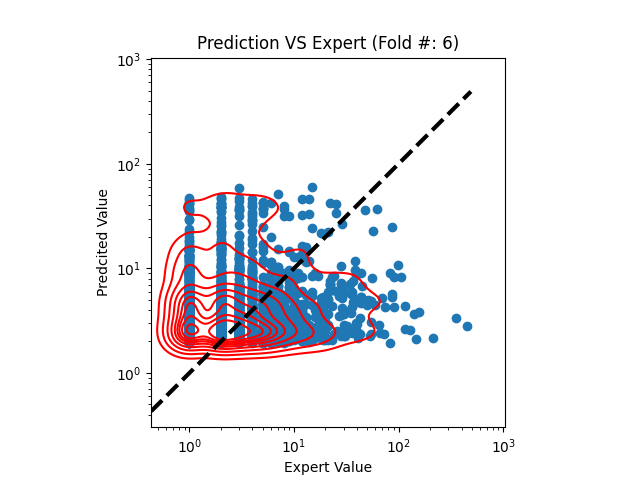 Prediction VS Expert (Fold #: 6)
10³
10²
10¹
10⁰
Predcited Value
10⁰ 10¹ 10² 10³
Expert Value